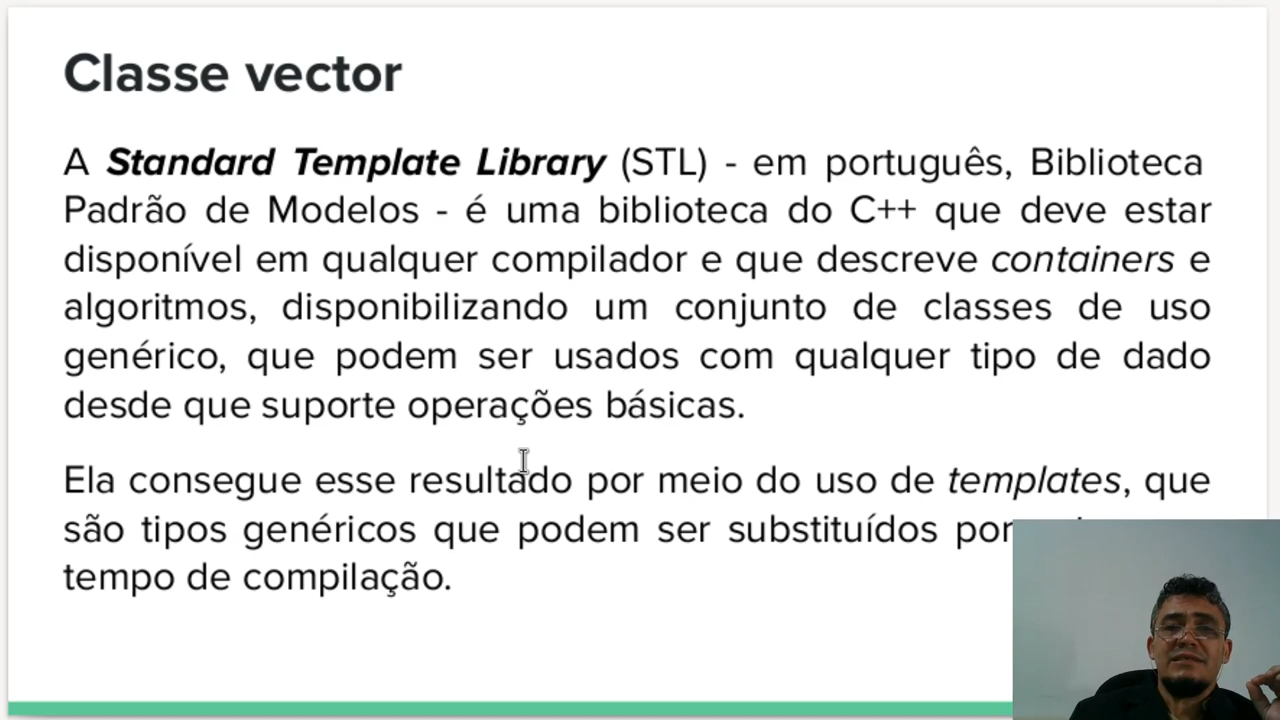 Classe vector
A Standard Template Library (STL) - em português, Biblioteca
Padrão de Modelos - é uma biblioteca do C++ que deve estar
disponível em qualquer compilador e que descreve containers e
algoritmos, disponibilizando um conjunto de classes de uso
genérico, que podem ser usados com qualquer tipo de dado
desde que suporte operações básicas.
Ela consegue esse resultado por meio do uso de templates, que
são tipos genéricos que podem ser substituídos por
tempo de compilação.